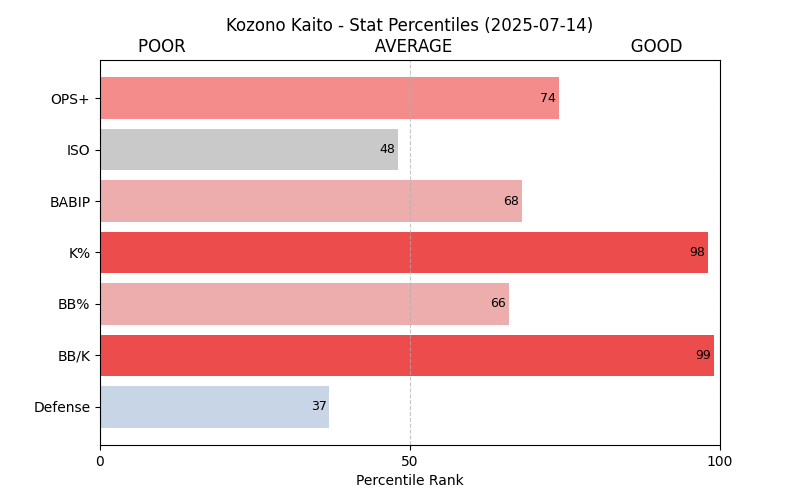 Kozono Kaito - Stat Percentiles (2025-07-14)
POOR AVERAGE GOOD
OPS+ 74
ISO 48
BABIP 68
K% 98
BB% 66
BB/K 99
Defense 37
0 50 100
Percentile Rank